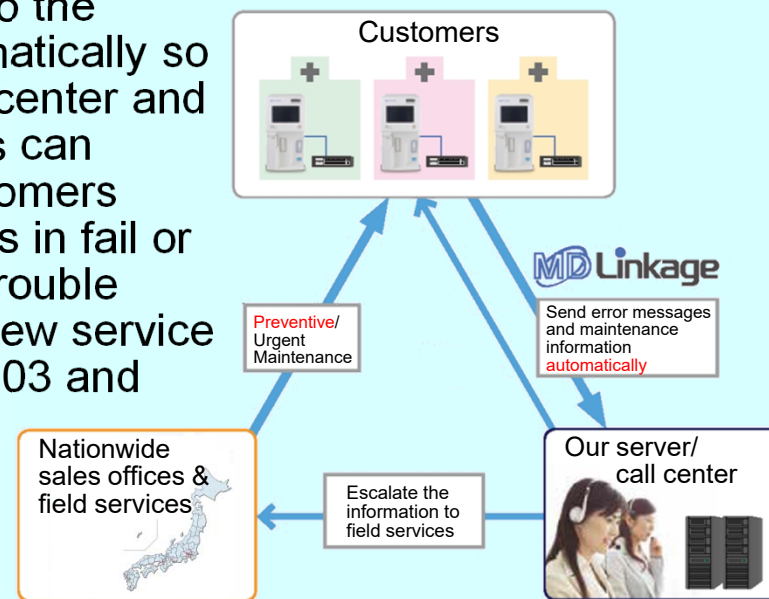 o the
matically so
center and
s can
omers
s in fail or
rouble
ew service
03 and
Customers
MD Linkage
Preventive/
Urgent
Maintenance
Send error messages
and maintenance
information
automatically
Nationwide
sales offices &
field services
Escalate the
information to
field services
Our server/
call center